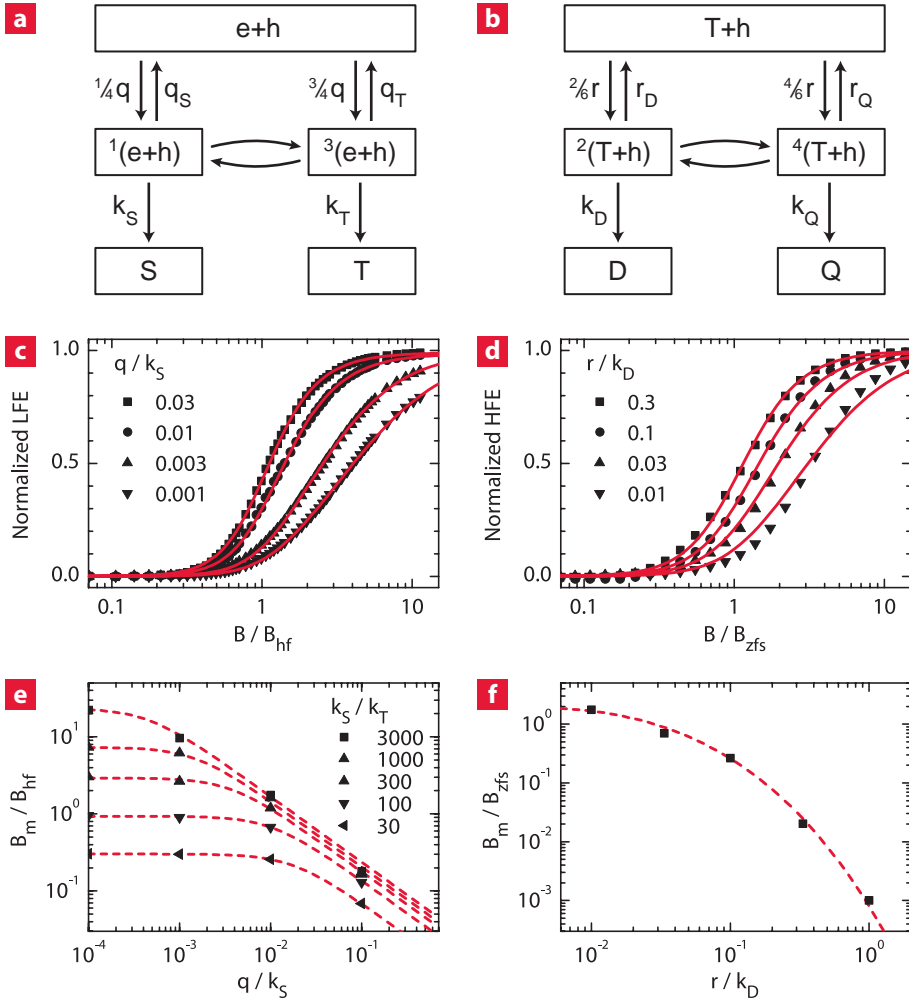 a
e+h
¼q
q_S
¾q
q_T
¹(e+h)
³(e+h)
k_S
k_T
S
T
b
T+h
²⁄₆r
r_D
⁴⁄₆r
r_Q
²(T+h)
⁴(T+h)
k_D
k_Q
D
Q
c
Normalized LFE
1.0
0.5
0.0
q / k_S
0.03
0.01
0.003
0.001
0.1
1
10
B / B_hf
d
Normalized HFE
1.0
0.5
0.0
r / k_D
0.3
0.1
0.03
0.01
0.1
1
10
B / B_zfs
e
B_m / B_hf
10¹
10⁰
10⁻¹
k_S / k_T
3000
1000
300
100
30
10⁻⁴
10⁻³
10⁻²
10⁻¹
q / k_S
f
B_m / B_zfs
10⁰
10⁻¹
10⁻²
10⁻³
10⁻²
10⁻¹
10⁰
r / k_D